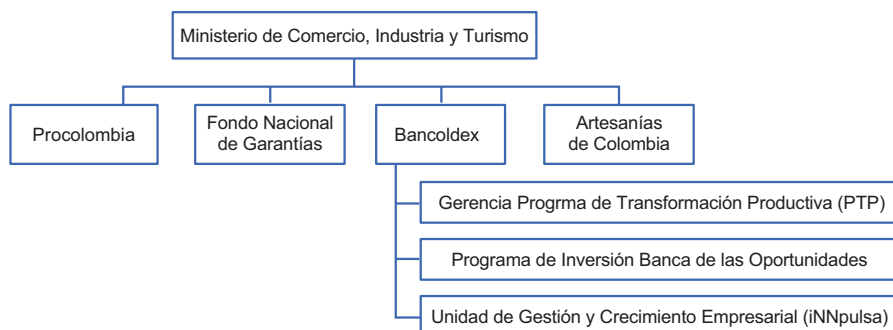 Ministerio de Comercio, Industria y Turismo
Procolombia
Fondo Nacional
de Garantías
Bancoldex
Artesanías
de Colombia
Gerencia Progrma de Transformación Productiva (PTP)
Programa de Inversión Banca de las Oportunidades
Unidad de Gestión y Crecimiento Empresarial (iNNpulsa)